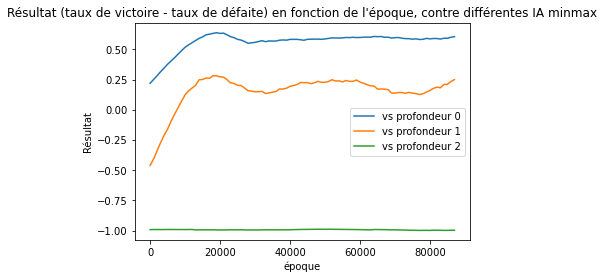 Résultat (taux de victoire - taux de défaite) en fonction de l'époque, contre différentes IA minmax
0.50
0.25
0.00
−0.25
−0.50
−0.75
−1.00
Résultat
vs profondeur 0
vs profondeur 1
vs profondeur 2
0 20000 40000 60000 80000
époque